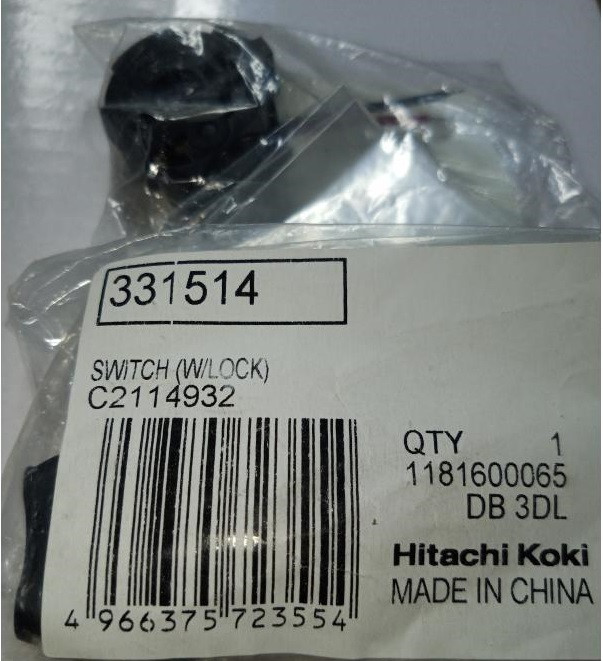 331514
SWITCH (W/LOCK)
C2114932
QTY 1
1181600065
DB 3DL
Hitachi Koki
MADE IN CHINA
4 966375 723554